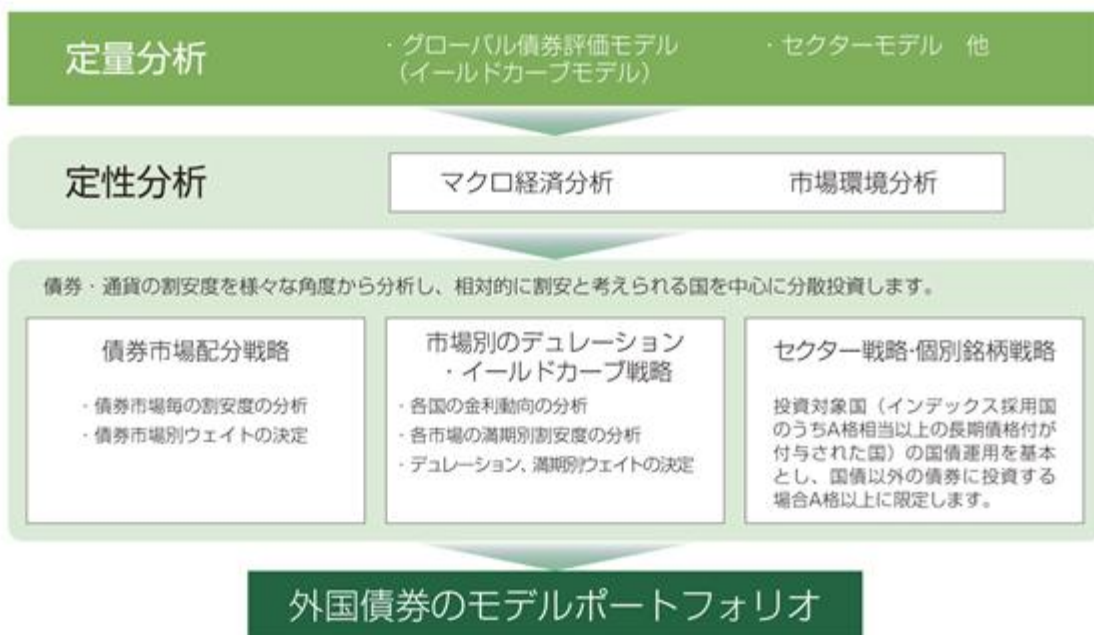 定量分析
・グローバル債券評価モデル
（イールドカーブモデル）
・セクターモデル　他
定性分析
マクロ経済分析
市場環境分析
債券・通貨の割安度を様々な角度から分析し、相対的に割安と考えられる国を中心に分散投資します。
債券市場配分戦略
・債券市場毎の割安度の分析
・債券市場別ウェイトの決定
市場別のデュレーション
・イールドカーブ戦略
・各国の金利動向の分析
・各市場の満期別割安度の分析
・デュレーション、満期別ウェイトの決定
セクター戦略・個別銘柄戦略
投資対象国（インデックス採用国
のうちA格相当以上の長期債格付が
付与された国）の国債運用を基本
とし、国債以外の債券に投資する
場合A格以上に限定します。
外国債券のモデルポートフォリオ